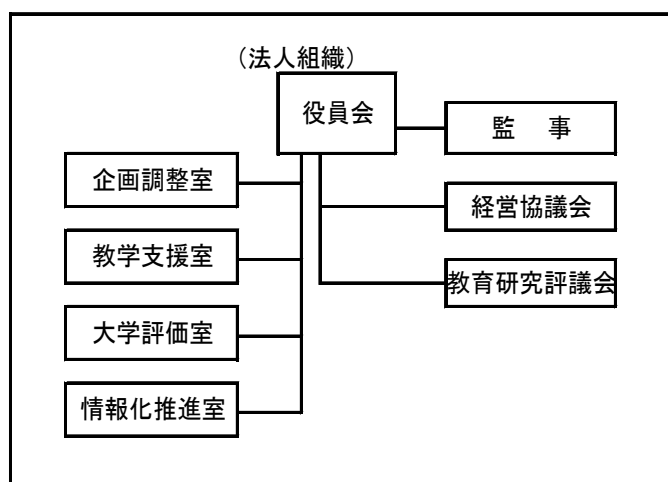 （法人組織）
役員会
監　事
企画調整室
経営協議会
教学支援室
教育研究評議会
大学評価室
情報化推進室